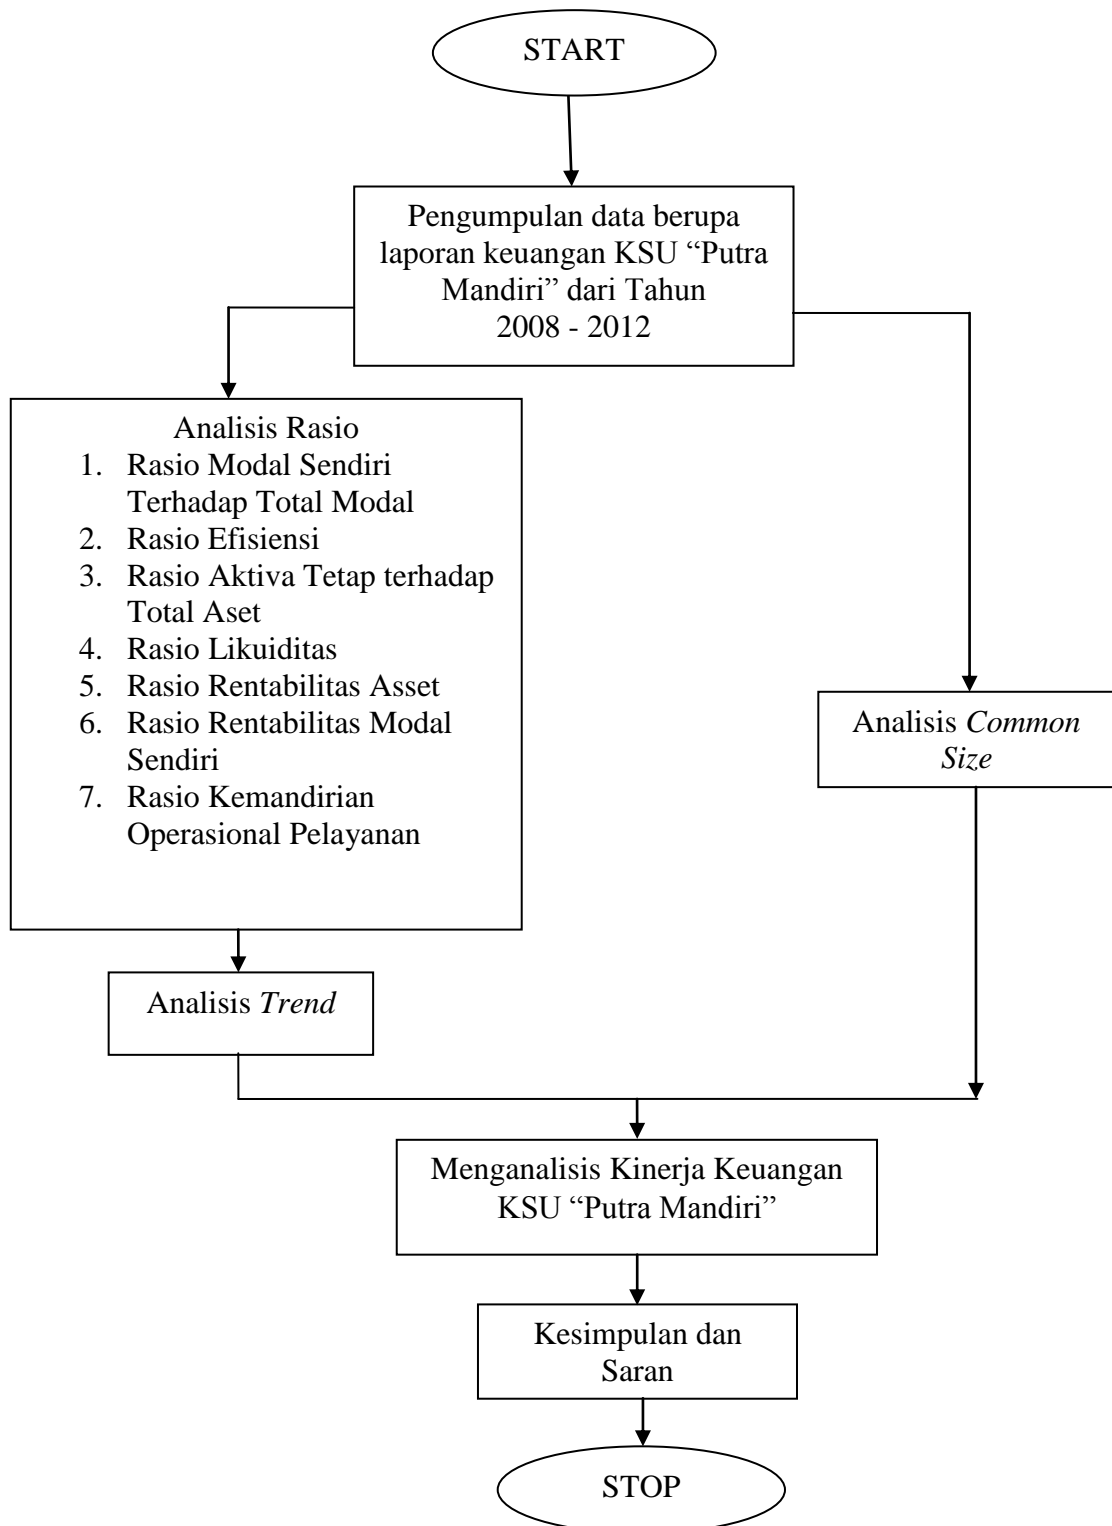 START
Pengumpulan data berupa
laporan keuangan KSU “Putra
Mandiri” dari Tahun
2008 - 2012
Analisis Rasio
1. Rasio Modal Sendiri
Terhadap Total Modal
2. Rasio Efisiensi
3. Rasio Aktiva Tetap terhadap
Total Aset
4. Rasio Likuiditas
5. Rasio Rentabilitas Asset
6. Rasio Rentabilitas Modal
Sendiri
7. Rasio Kemandirian
Operasional Pelayanan
Analisis Common
Size
Analisis Trend
Menganalisis Kinerja Keuangan
KSU “Putra Mandiri”
Kesimpulan dan
Saran
STOP